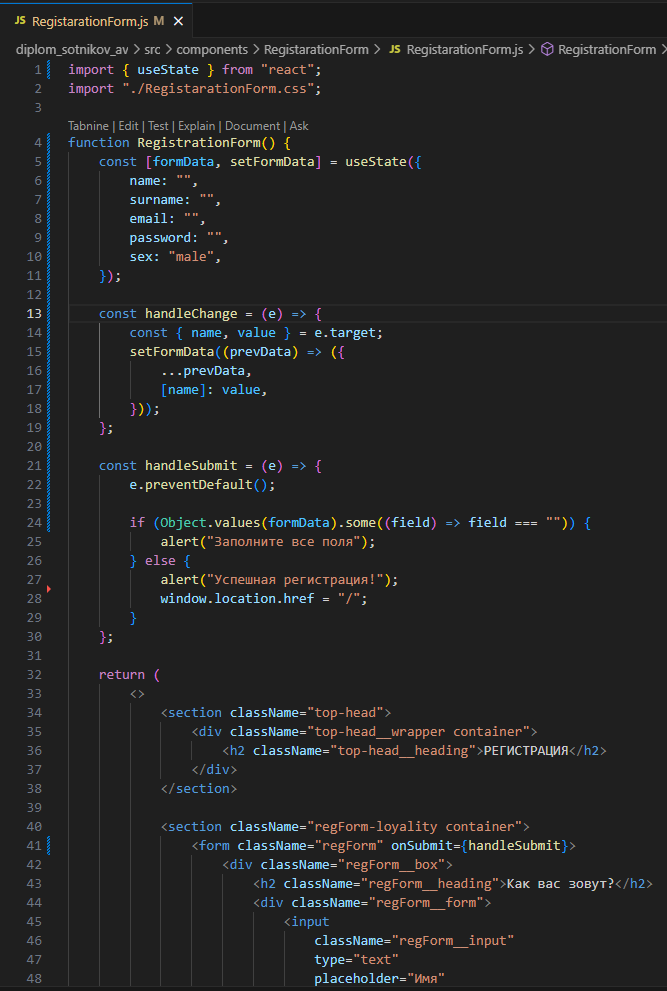 JS RegistarationForm.js M ×
diplom_sotnikov_av > src > components > RegistarationForm > JS RegistarationForm.js > RegistrationForm >
1 import { useState } from "react";
2 import "./RegistarationForm.css";
3
Tabnine | Edit | Test | Explain | Document | Ask
4 function RegistrationForm() {
5 const [formData, setFormData] = useState({
6 name: "",
7 surname: "",
8 email: "",
9 password: "",
10 sex: "male",
11 });
12
13 const handleChange = (e) => {
14 const { name, value } = e.target;
15 setFormData((prevData) => ({
16 ...prevData,
17 [name]: value,
18 }));
19 };
20
21 const handleSubmit = (e) => {
22 e.preventDefault();
23
24 if (Object.values(formData).some((field) => field === "")) {
25 alert("Заполните все поля");
26 } else {
27 alert("Успешная регистрация!");
28 window.location.href = "/";
29 }
30 };
31
32 return (
33 <>
34 <section className="top-head">
35 <div className="top-head__wrapper container">
36 <h2 className="top-head__heading">РЕГИСТРАЦИЯ</h2>
37 </div>
38 </section>
39
40 <section className="regForm-loyality container">
41 <form className="regForm" onSubmit={handleSubmit}>
42 <div className="regForm__box">
43 <h2 className="regForm__heading">Как вас зовут?</h2>
44 <div className="regForm__form">
45 <input
46 className="regForm__input"
47 type="text"
48 placeholder="Имя"